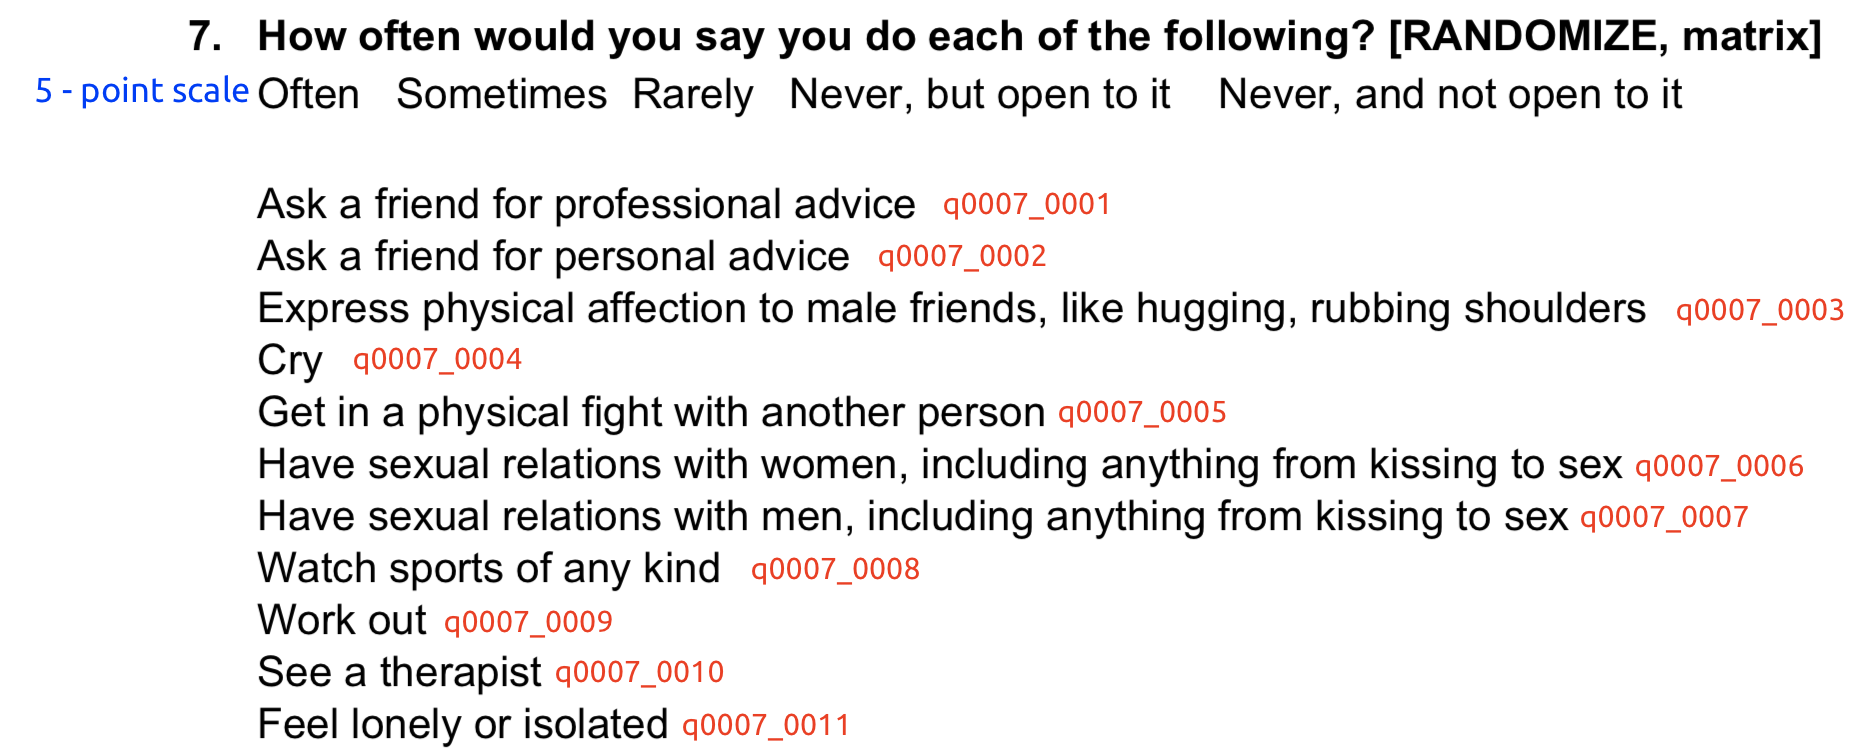 7. How often would you say you do each of the following? [RANDOMIZE, matrix]
5 - point scale Often Sometimes Rarely Never, but open to it Never, and not open to it
Ask a friend for professional advice q0007_0001
Ask a friend for personal advice q0007_0002
Express physical affection to male friends, like hugging, rubbing shoulders q0007_0003
Cry q0007_0004
Get in a physical fight with another person q0007_0005
Have sexual relations with women, including anything from kissing to sex q0007_0006
Have sexual relations with men, including anything from kissing to sex q0007_0007
Watch sports of any kind q0007_0008
Work out q0007_0009
See a therapist q0007_0010
Feel lonely or isolated q0007_0011